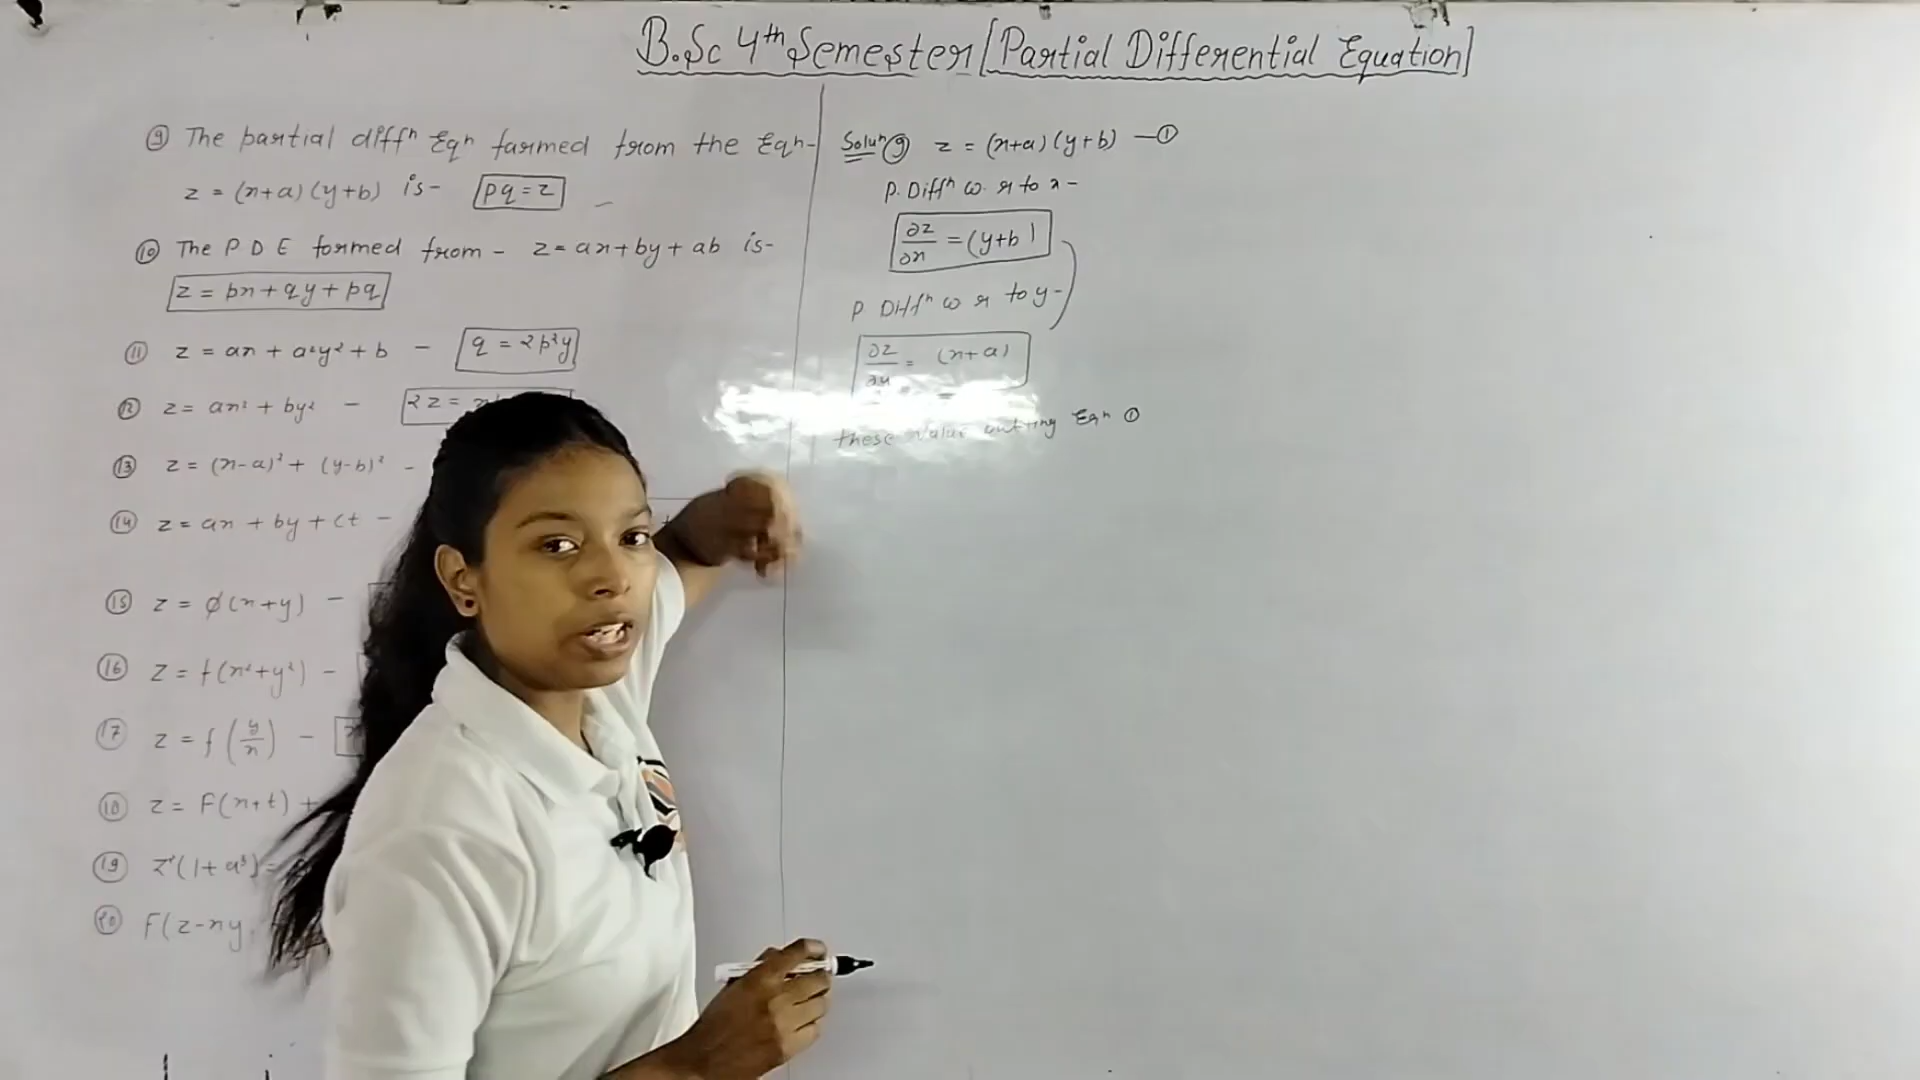 B.Sc 4th Semester [Partial Differential Equation]
⑨ The partial diffⁿ Eqⁿ formed from the Eqⁿ-
z = (x+a)(y+b) is- pq = z
⑩ The P D E formed from - z = ax + by + ab is-
z = px + qy + pq
⑪ z = ax + a²y² + b - q = 2p²y
⑫ z = ax² + by² - 2z =
⑬ z = (x-a)² + (y-b)² -
⑭ z = ax + by + ct -
⑮ z = ϕ(x+y) -
⑯ z = f(x²+y²) -
⑰ z = f(y/x) -
⑱ z = F(x+t) +
⑲ z²(1+a³) =
⑳ F(z-xy,
Soluⁿ ⑨ z = (x+a)(y+b) —①
P. Diffⁿ w. r to x -
∂z/∂x = (y+b)
P Diffⁿ w r to y -
∂z/∂y = (x+a)
these value putting Eqⁿ ①